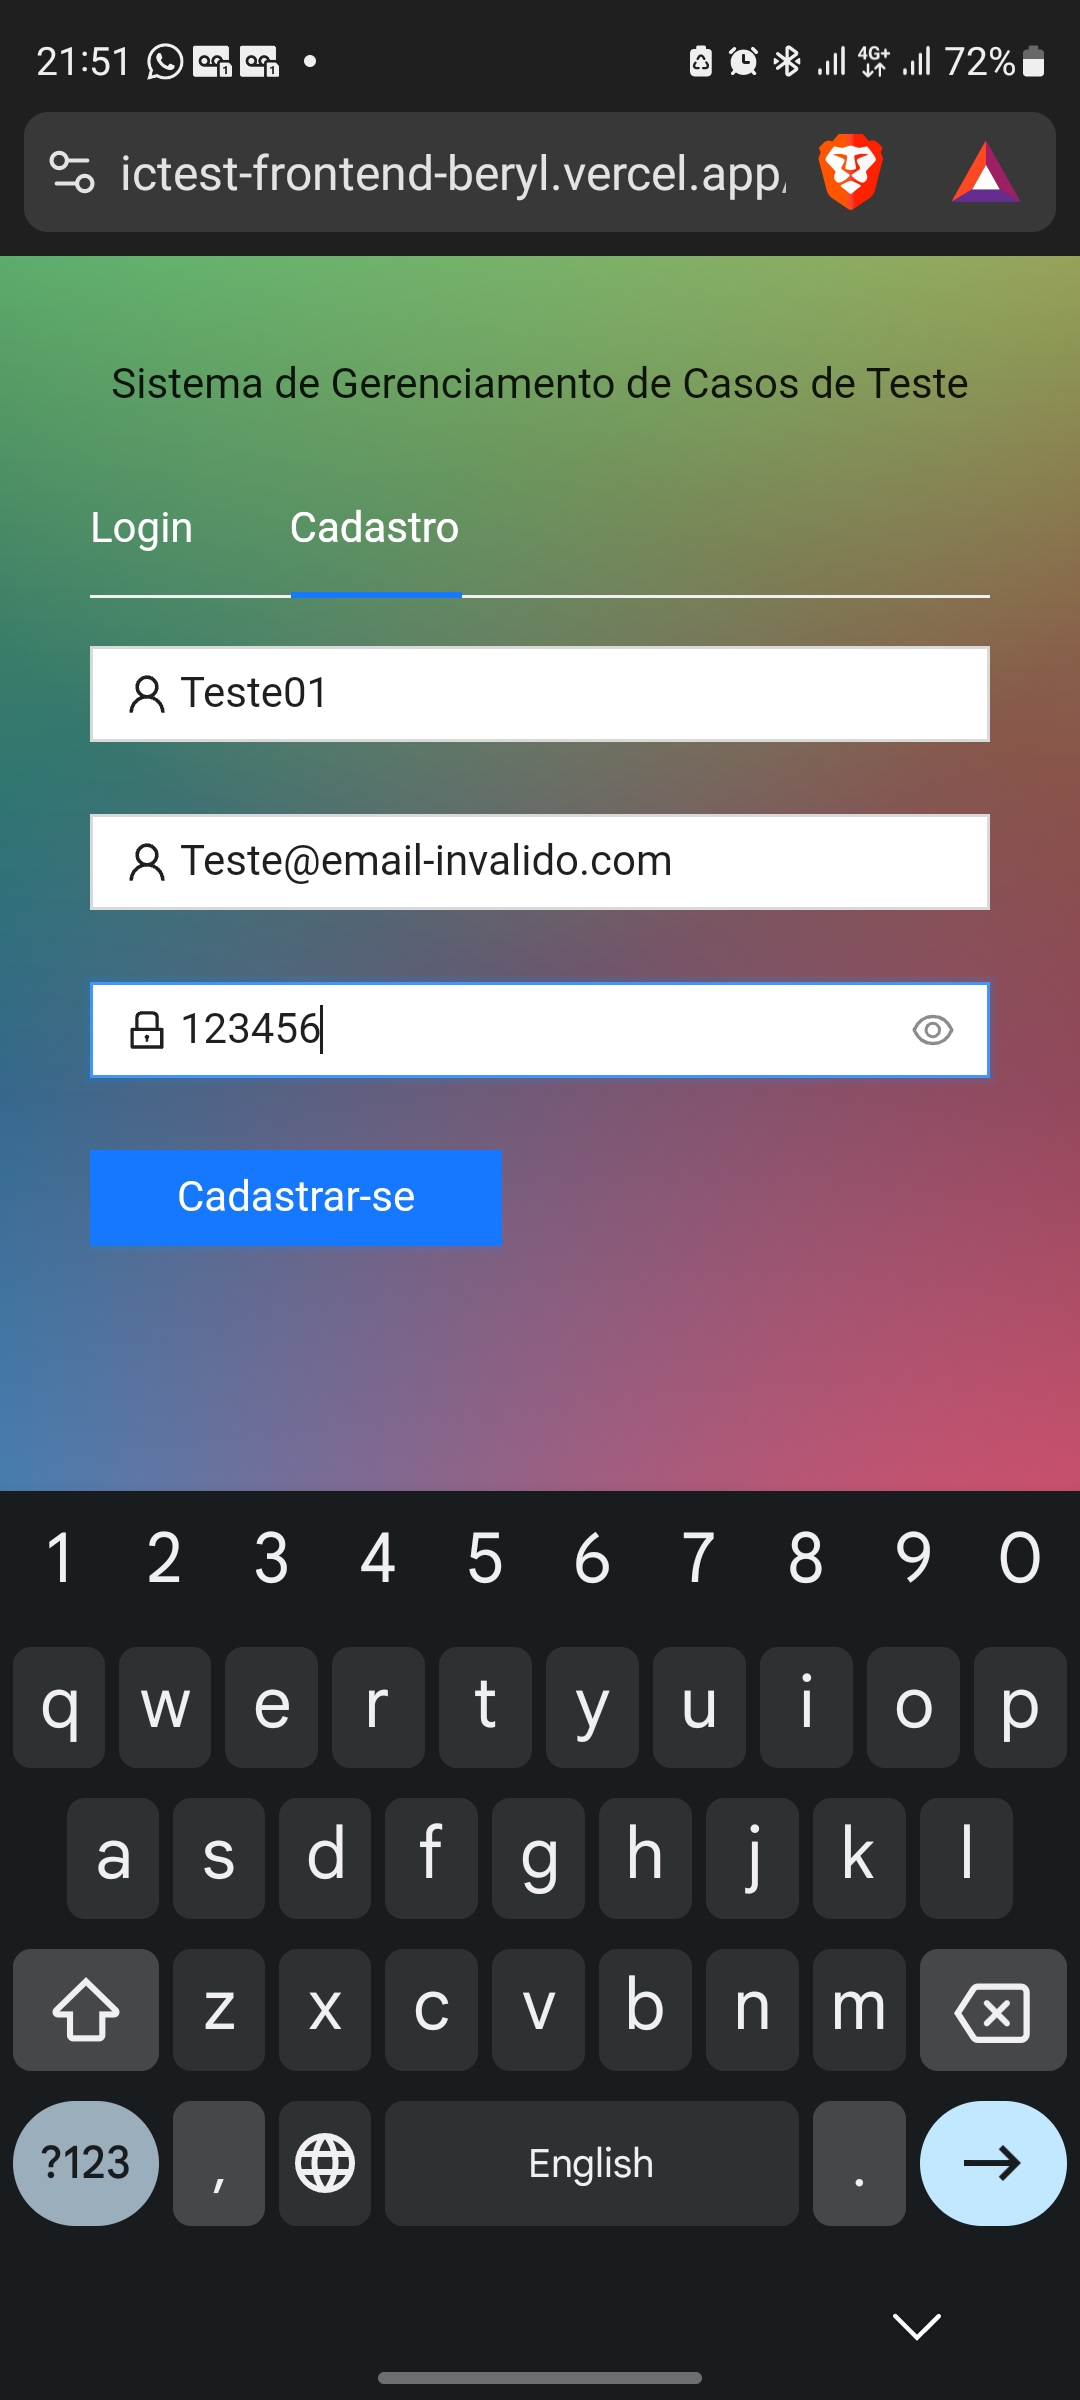 21:51
4G+
72%
ictest-frontend-beryl.vercel.app/
Sistema de Gerenciamento de Casos de Teste
Login Cadastro
Teste01
Teste@email-invalido.com
123456
Cadastrar-se
1 2 3 4 5 6 7 8 9 0
q w e r t y u i o p
a s d f g h j k l
z x c v b n m
?123 , English .